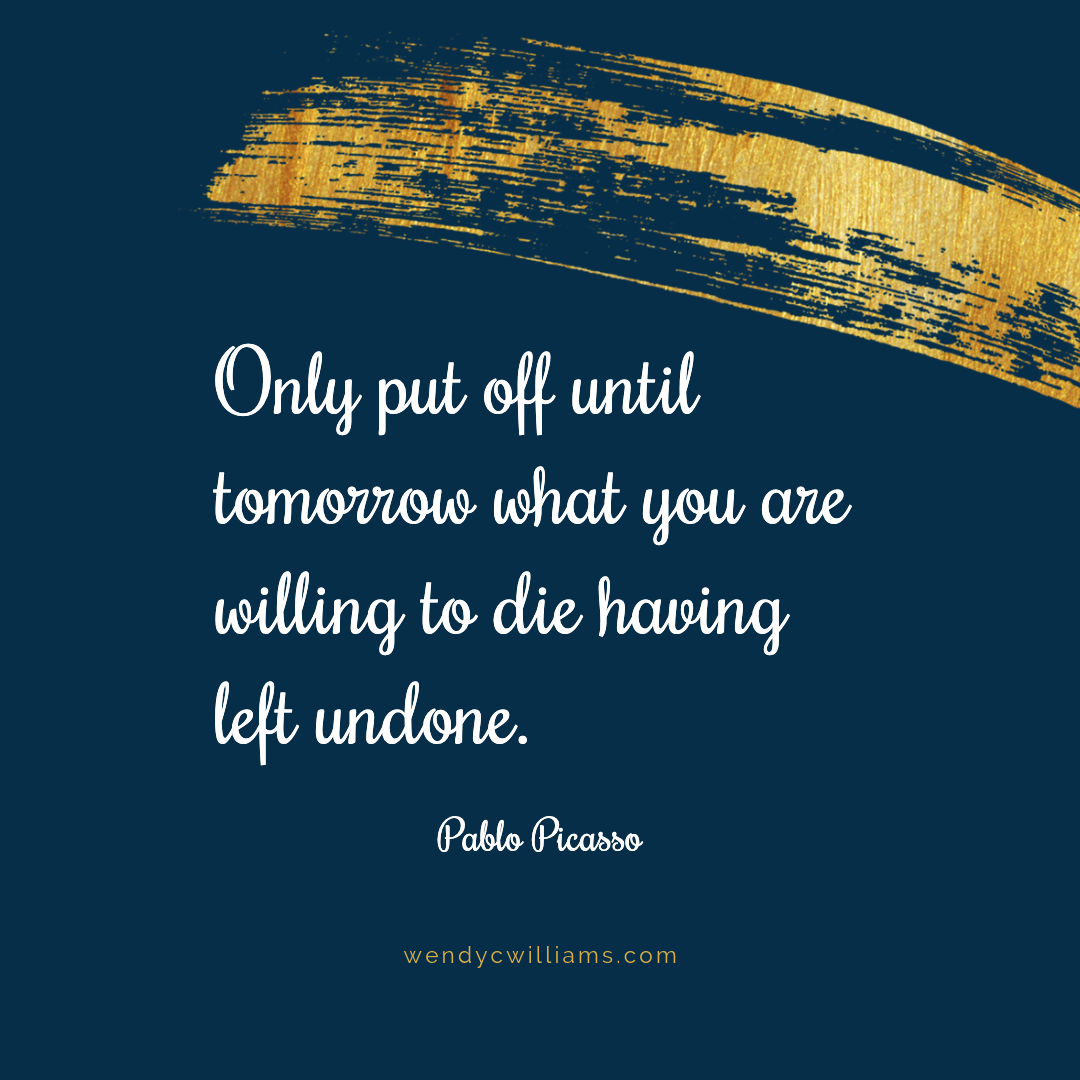 Only put off until
tomorrow what you are
willing to die having
left undone.
Pablo Picasso
wendycwilliams.com